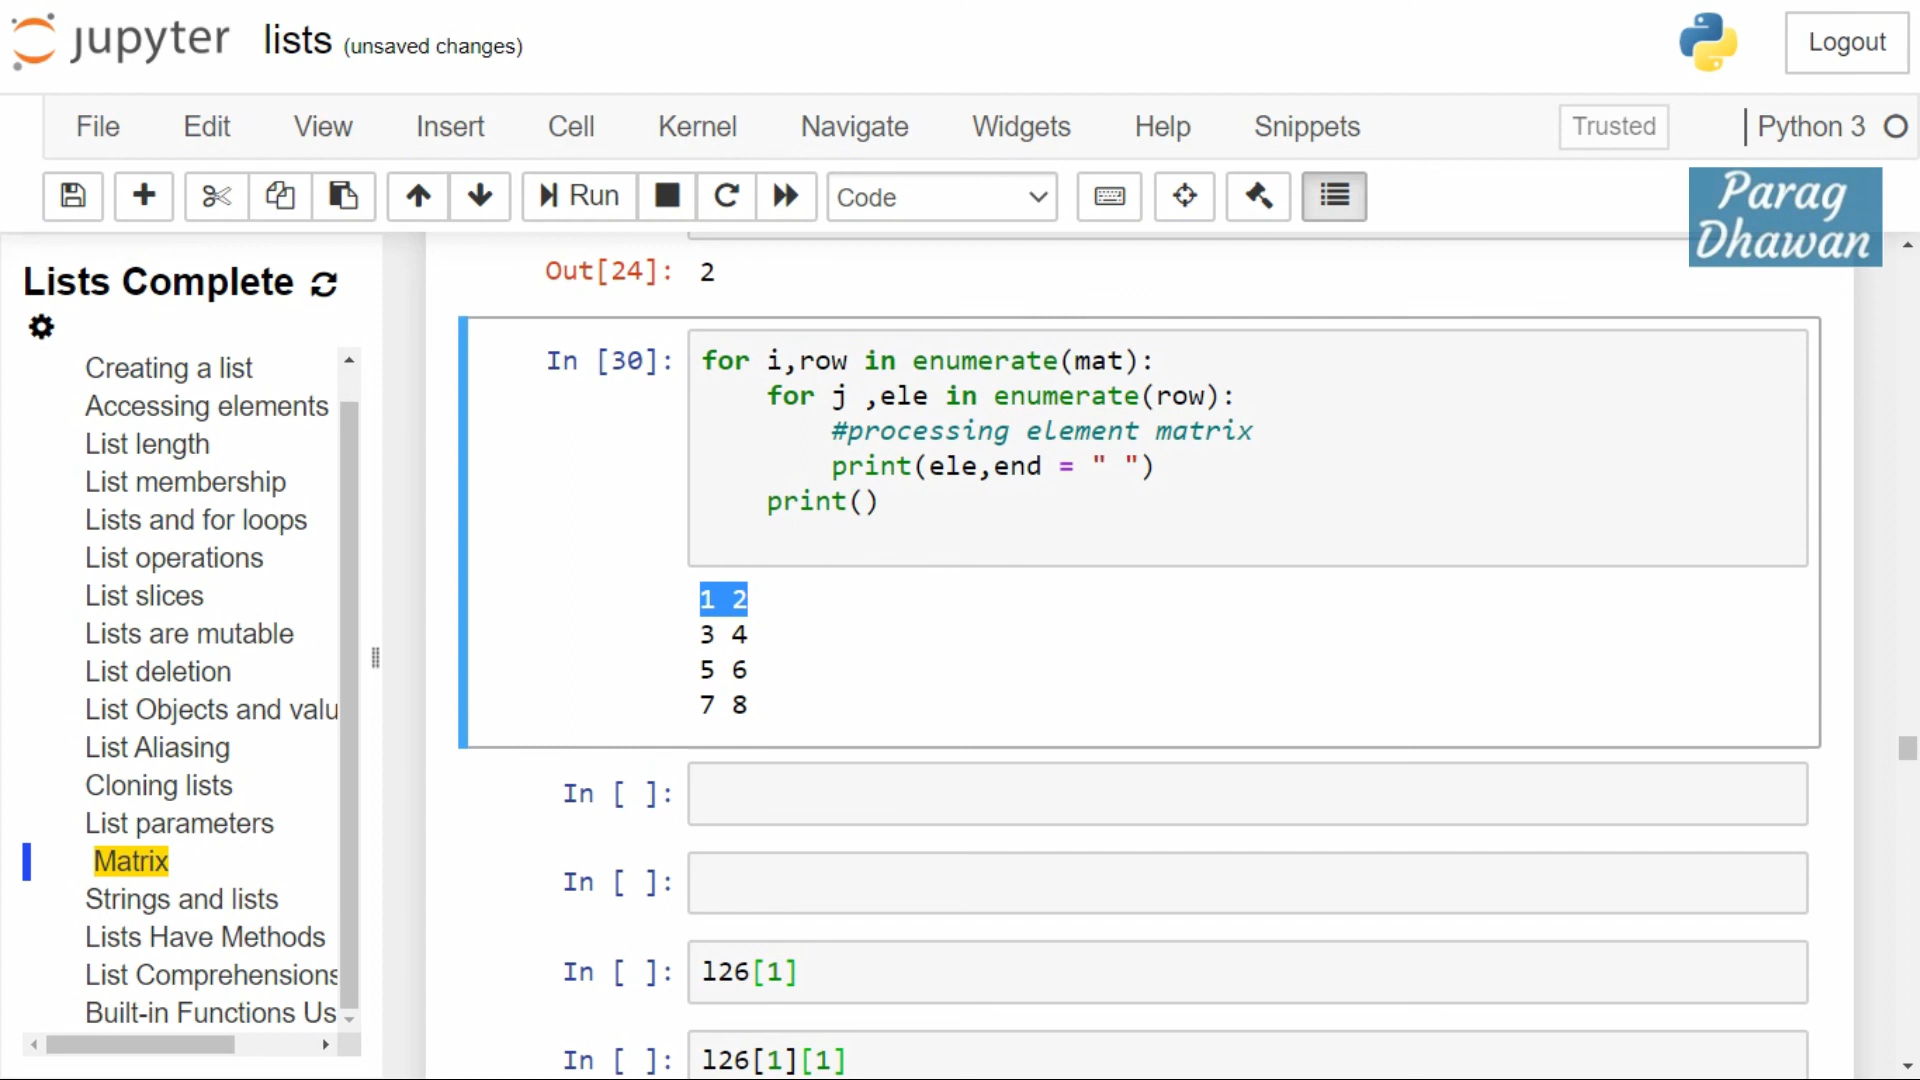 jupyter lists (unsaved changes) Logout
File Edit View Insert Cell Kernel Navigate Widgets Help Snippets Trusted Python 3
Run Code
Parag
Dhawan
Lists Complete
Creating a list
Accessing elements
List length
List membership
Lists and for loops
List operations
List slices
Lists are mutable
List deletion
List Objects and valu
List Aliasing
Cloning lists
List parameters
Matrix
Strings and lists
Lists Have Methods
List Comprehensions
Built-in Functions Us
Out[24]: 2
In [30]: for i,row in enumerate(mat):
for j ,ele in enumerate(row):
#processing element matrix
print(ele,end = " ")
print()
1 2
3 4
5 6
7 8
In [ ]:
In [ ]:
In [ ]: l26[1]
In [ ]: l26[1][1]